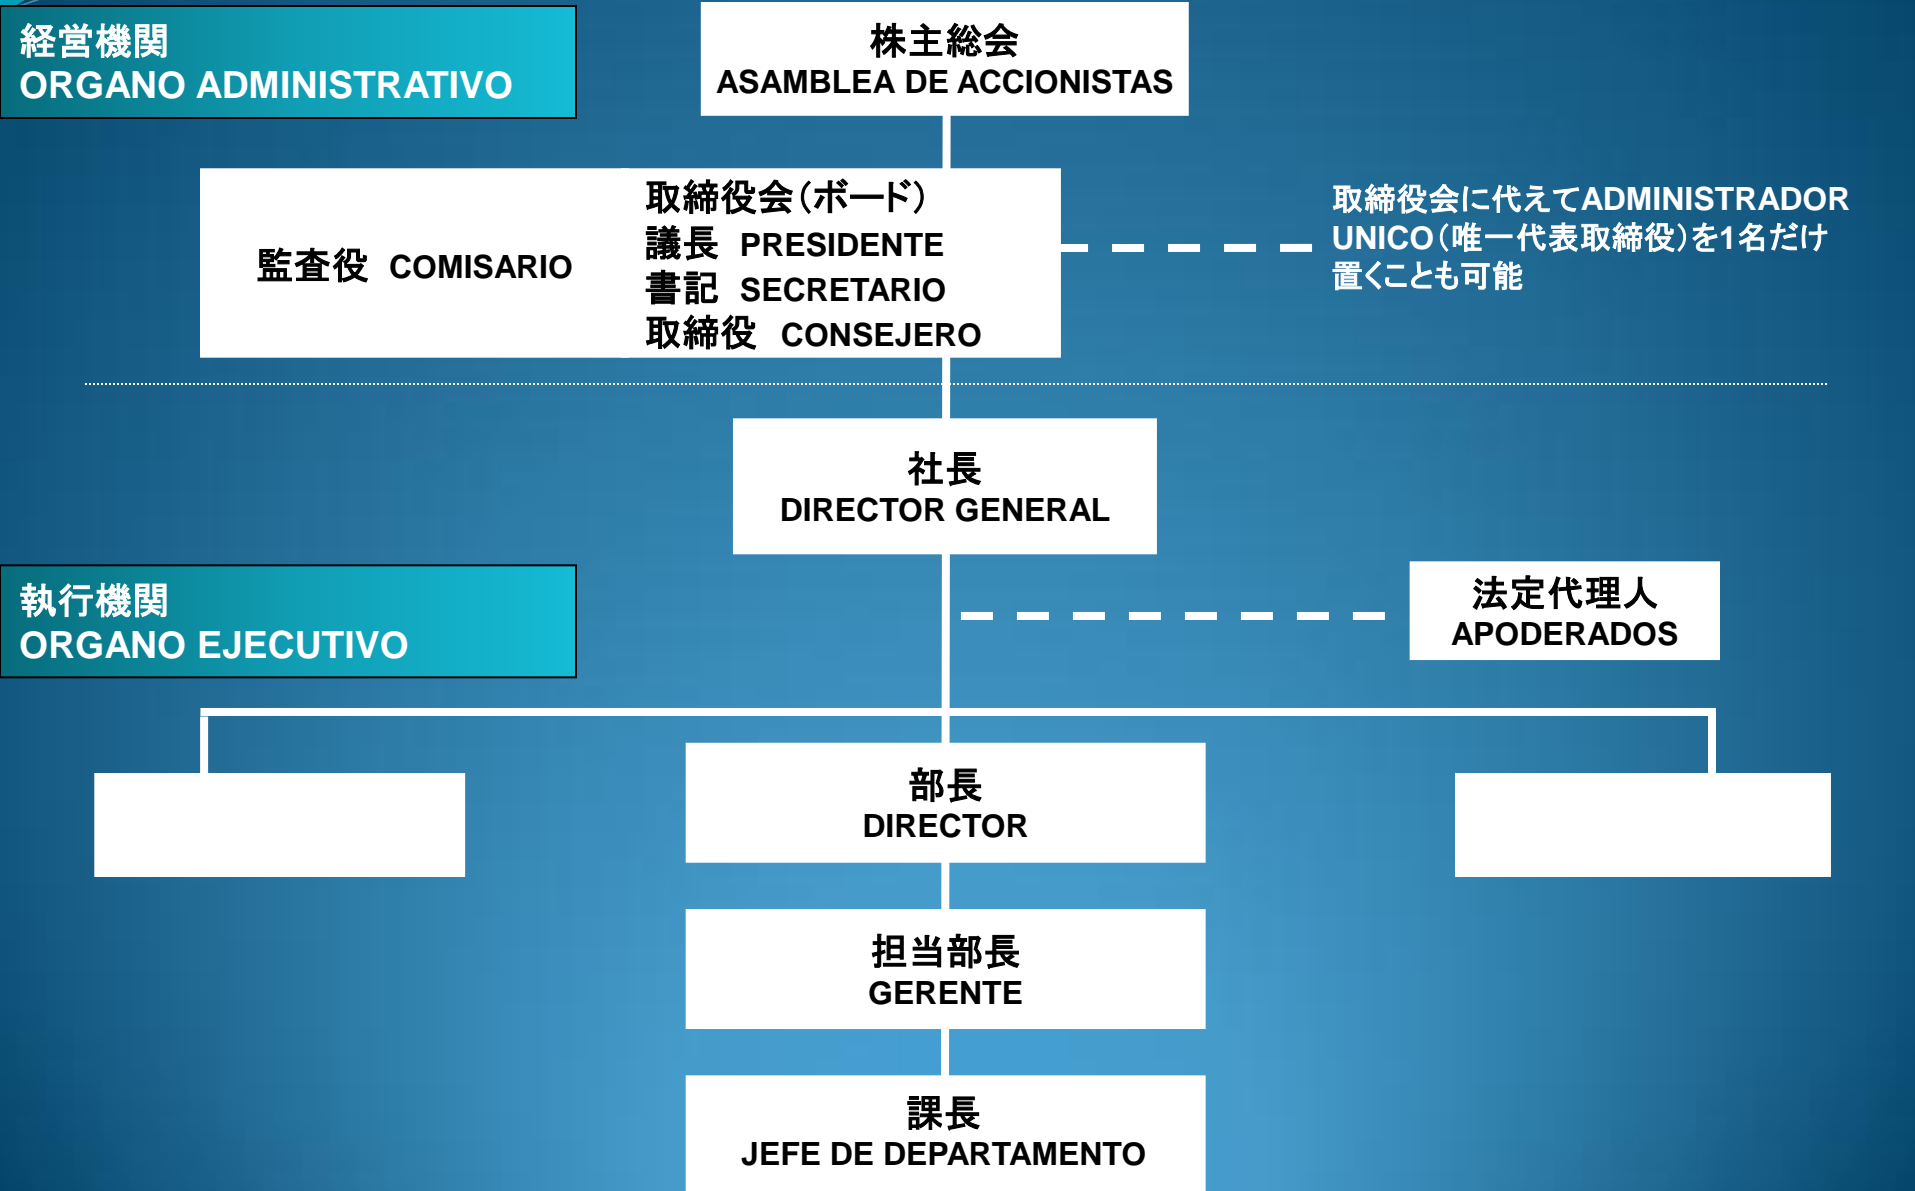 経営機関
ORGANO ADMINISTRATIVO
株主総会
ASAMBLEA DE ACCIONISTAS
監査役 COMISARIO
取締役会（ボード）
議長 PRESIDENTE
書記 SECRETARIO
取締役 CONSEJERO
取締役会に代えてADMINISTRADOR
UNICO（唯一代表取締役）を1名だけ
置くことも可能
社長
DIRECTOR GENERAL
執行機関
ORGANO EJECUTIVO
法定代理人
APODERADOS
部長
DIRECTOR
担当部長
GERENTE
課長
JEFE DE DEPARTAMENTO